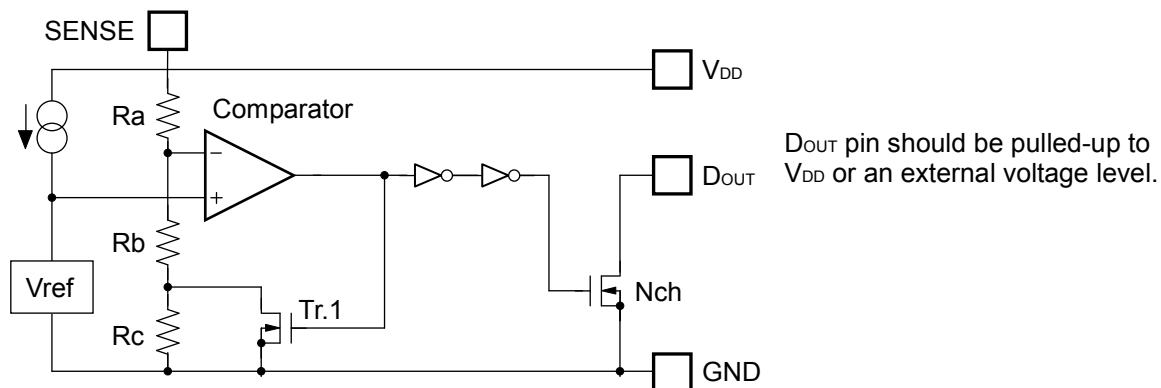 SENSE
VDD
Ra
Comparator
−
+
DOUT
DOUT pin should be pulled-up to
VDD or an external voltage level.
Rb
Vref
Rc
Tr.1
Nch
GND